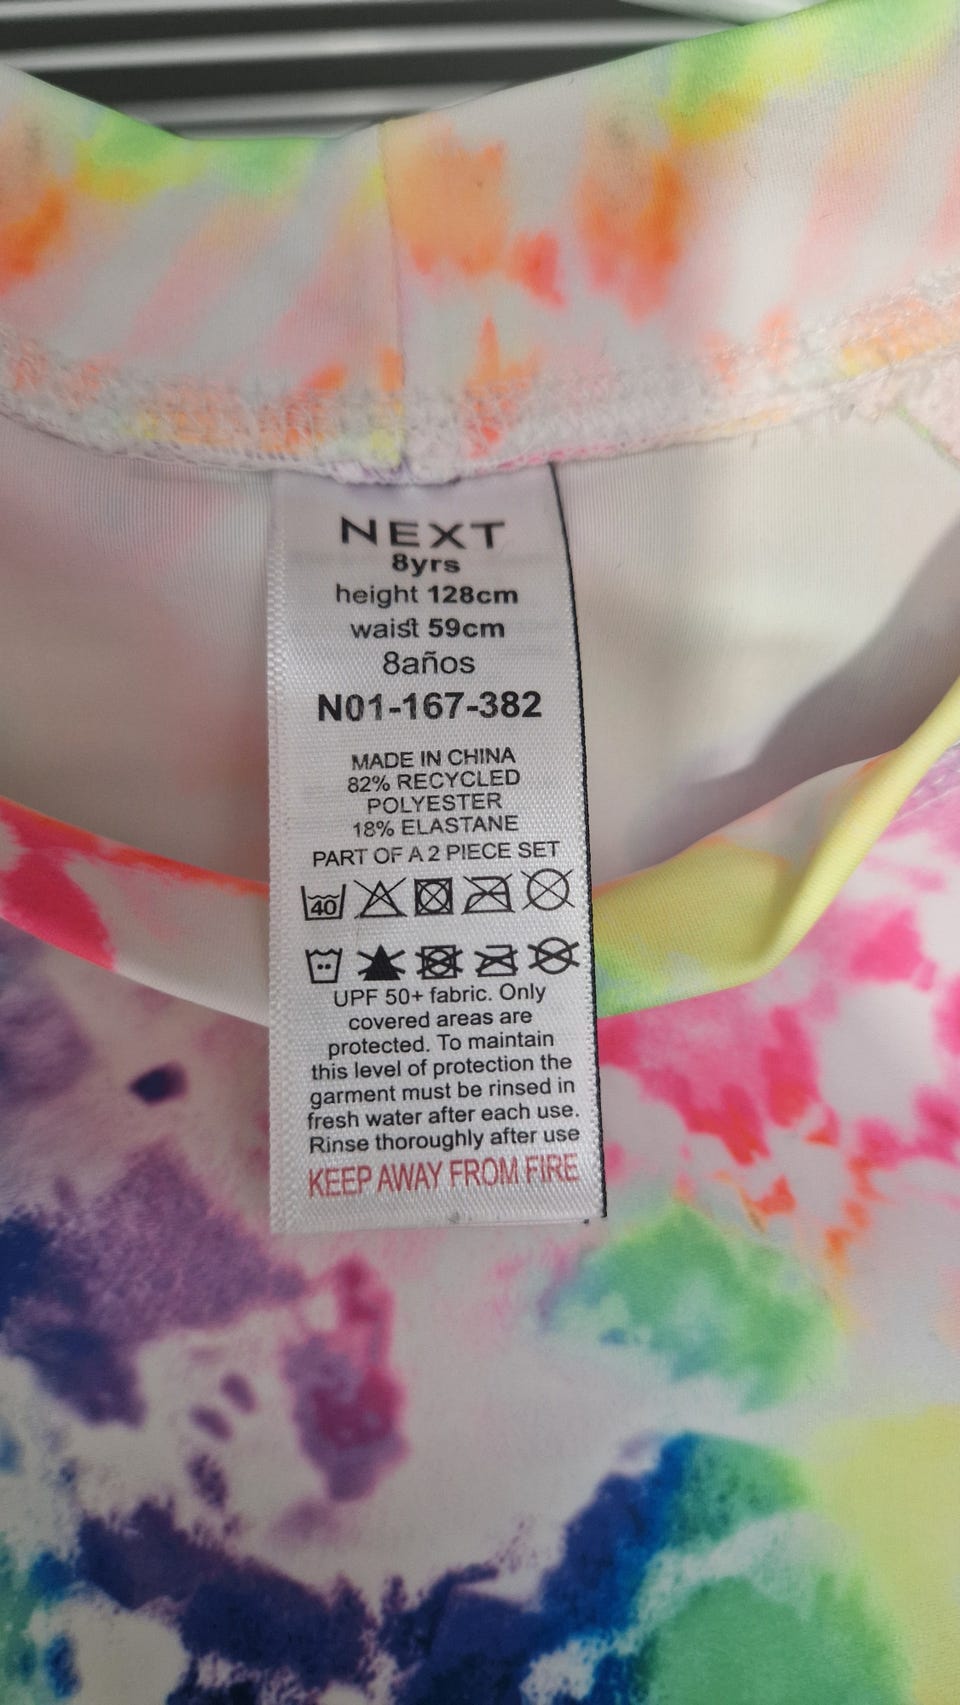 NEXT
8yrs
height 128cm
waist 59cm
8años
N01-167-382
MADE IN CHINA
82% RECYCLED
POLYESTER
18% ELASTANE
PART OF A 2 PIECE SET
40
UPF 50+ fabric. Only
covered areas are
protected. To maintain
this level of protection the
garment must be rinsed in
fresh water after each use.
Rinse thoroughly after use
KEEP AWAY FROM FIRE